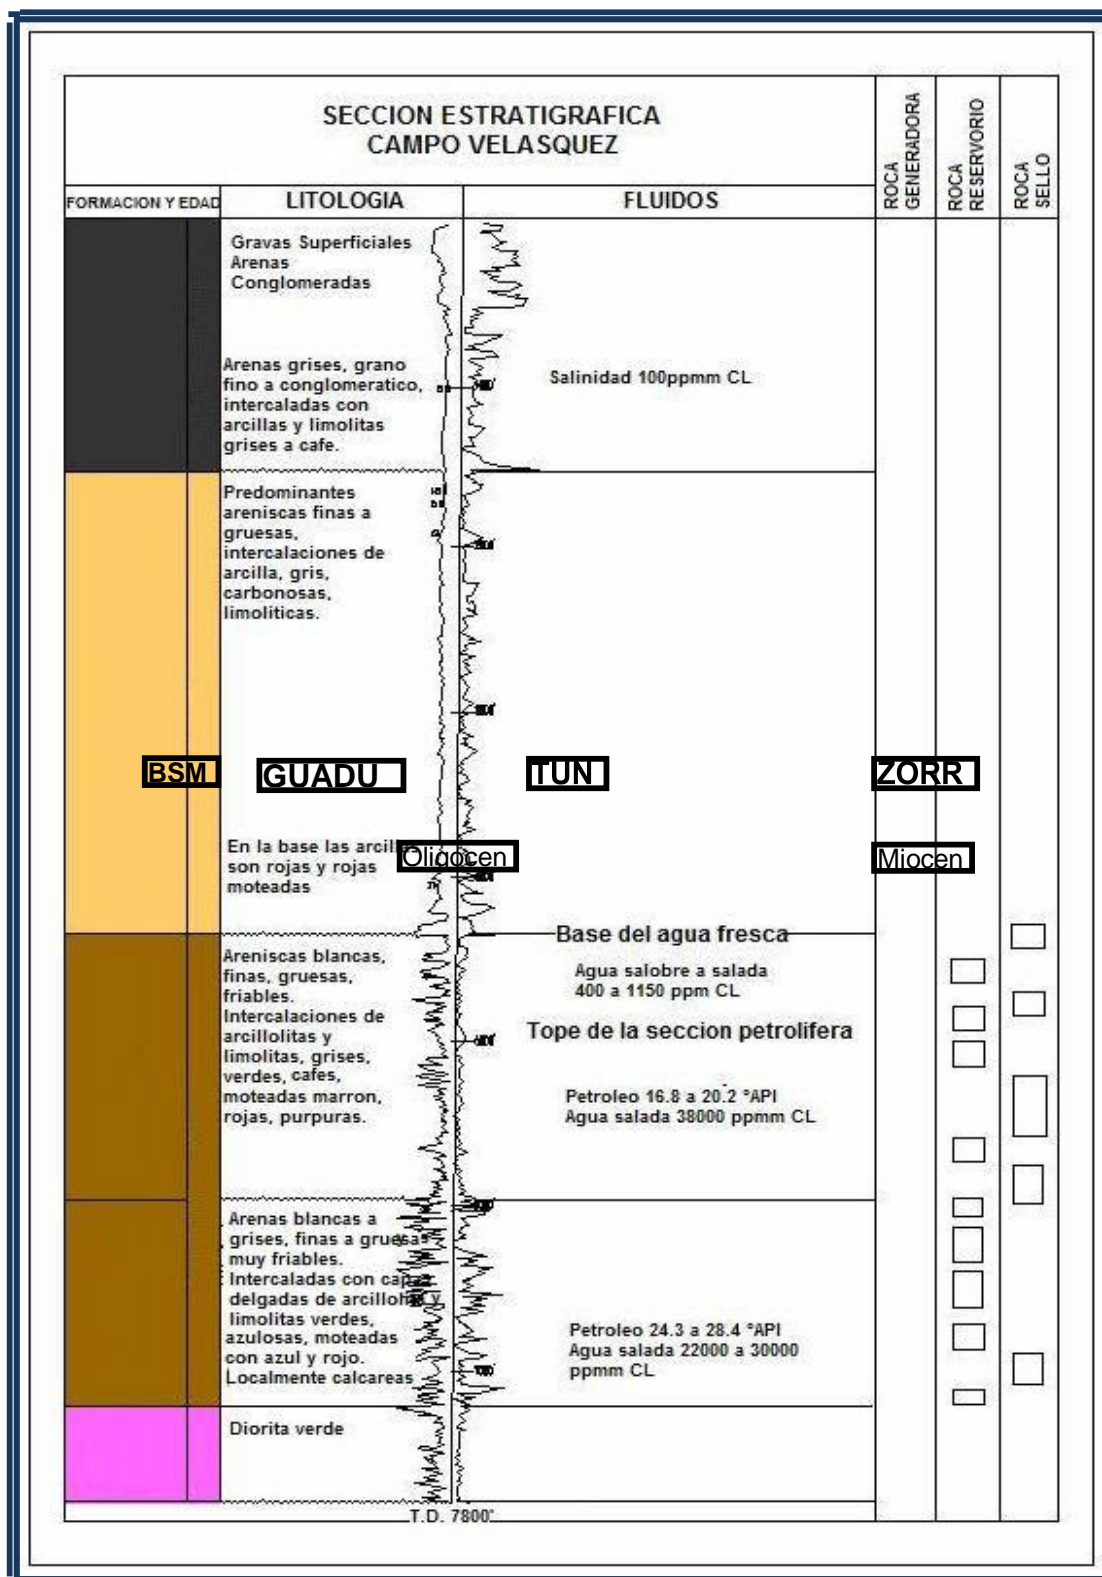 SECCION ESTRATIGRAFICA
CAMPO VELASQUEZ
ROCA
GENERADORA
ROCA
RESERVORIO
ROCA
SELLO
FORMACION Y EDAD
LITOLOGIA
FLUIDOS
Gravas Superficiales
Arenas
Conglomeradas
Arenas grises, grano
fino a conglomeratico,
intercaladas con
arcillas y limolitas
grises a cafe.
Salinidad 100ppmm CL
Predominantes
areniscas finas a
gruesas,
intercalaciones de
arcilla, gris,
carbonosas,
limoliticas.
BSM
GUADU
TUN
ZORR
En la base las arcillas
son rojas y rojas
moteadas
Oligocen
Miocen
Base del agua fresca
Areniscas blancas,
finas, gruesas,
friables.
Intercalaciones de
arcillolitas y
limolitas, grises,
verdes, cafes,
moteadas marron,
rojas, purpuras.
Agua salobre a salada
400 a 1150 ppm CL
Tope de la seccion petrolifera
Petroleo 16.8 a 20.2 °API
Agua salada 38000 ppmm CL
Arenas blancas a
grises, finas a gruesas
muy friables.
Intercaladas con capas
delgadas de y
limolitas verdes,
azulosas, moteadas
con azul y rojo.
Localmente calcareas
Petroleo 24.3 a 28.4 °API
Agua salada 22000 a 30000
ppmm CL
Diorita verde
T.D. 7800'